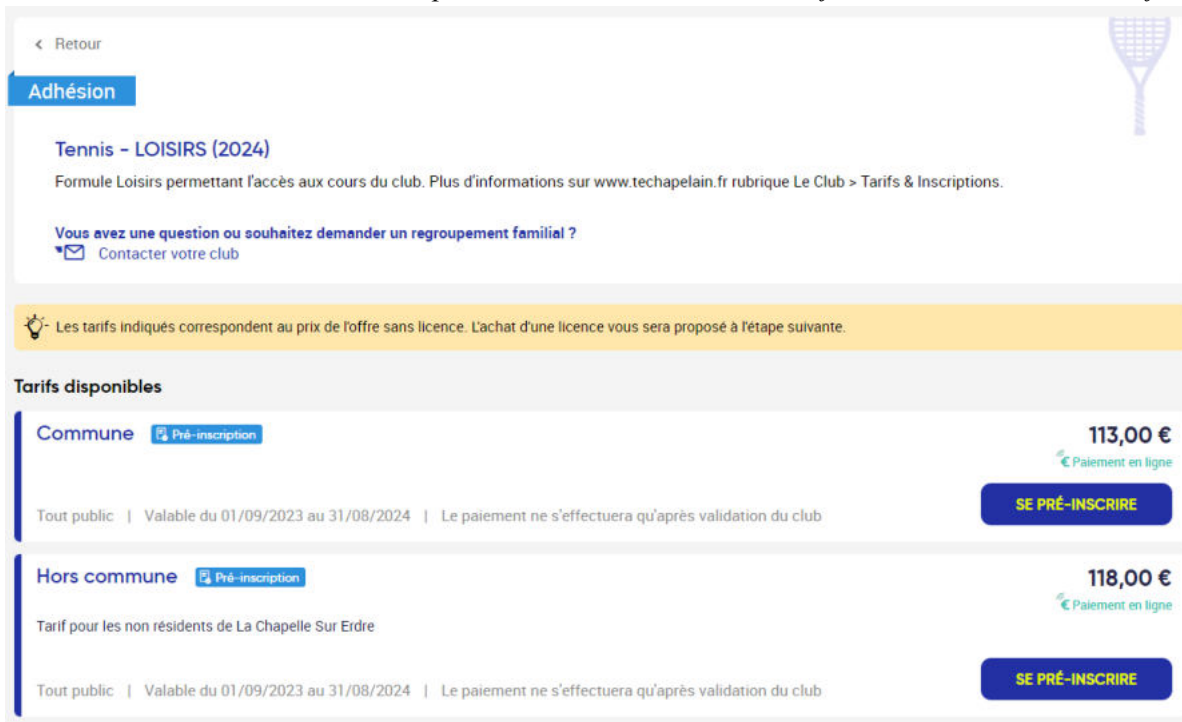 < Retour
Adhésion
Tennis - LOISIRS (2024)
Formule Loisirs permettant l'accès aux cours du club. Plus d'informations sur www.techapelain.fr rubrique Le Club > Tarifs & Inscriptions.
Vous avez une question ou souhaitez demander un regroupement familial ?
Contacter votre club
Les tarifs indiqués correspondent au prix de l'offre sans licence. L'achat d'une licence vous sera proposé à l'étape suivante.
Tarifs disponibles
Commune Pré-inscription 113,00 €
€ Paiement en ligne
Tout public | Valable du 01/09/2023 au 31/08/2024 | Le paiement ne s'effectuera qu'après validation du club SE PRÉ-INSCRIRE
Hors commune Pré-inscription 118,00 €
€ Paiement en ligne
Tarif pour les non résidents de La Chapelle Sur Erdre
Tout public | Valable du 01/09/2023 au 31/08/2024 | Le paiement ne s'effectuera qu'après validation du club SE PRÉ-INSCRIRE